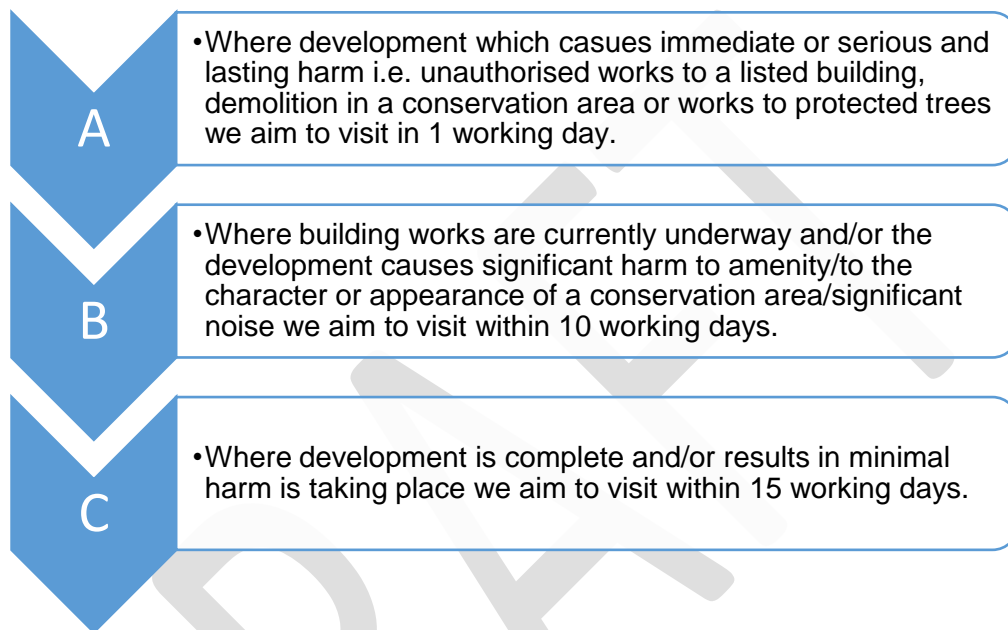 A
•Where development which casues immediate or serious and
lasting harm i.e. unauthorised works to a listed building,
demolition in a conservation area or works to protected trees
we aim to visit in 1 working day.
B
•Where building works are currently underway and/or the
development causes significant harm to amenity/to the
character or appearance of a conservation area/significant
noise we aim to visit within 10 working days.
C
•Where development is complete and/or results in minimal
harm is taking place we aim to visit within 15 working days.
DRAFT